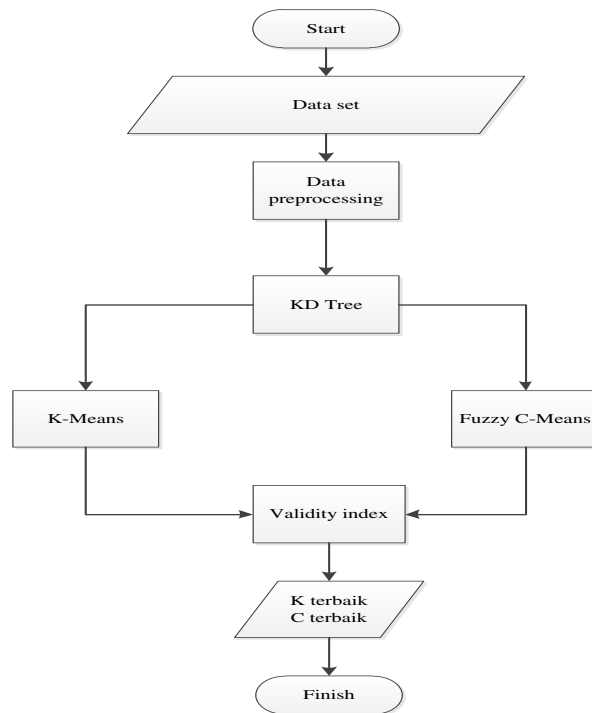 Start
Data set
Data
preprocessing
KD Tree
K-Means
Fuzzy C-Means
Validity index
K terbaik
C terbaik
Finish